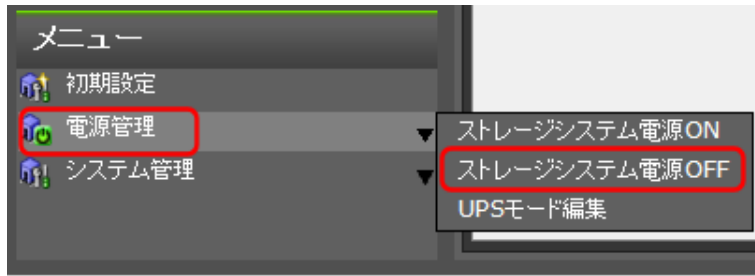 メニュー
初期設定
電源管理
システム管理
ストレージシステム電源ON
ストレージシステム電源OFF
UPSモード編集